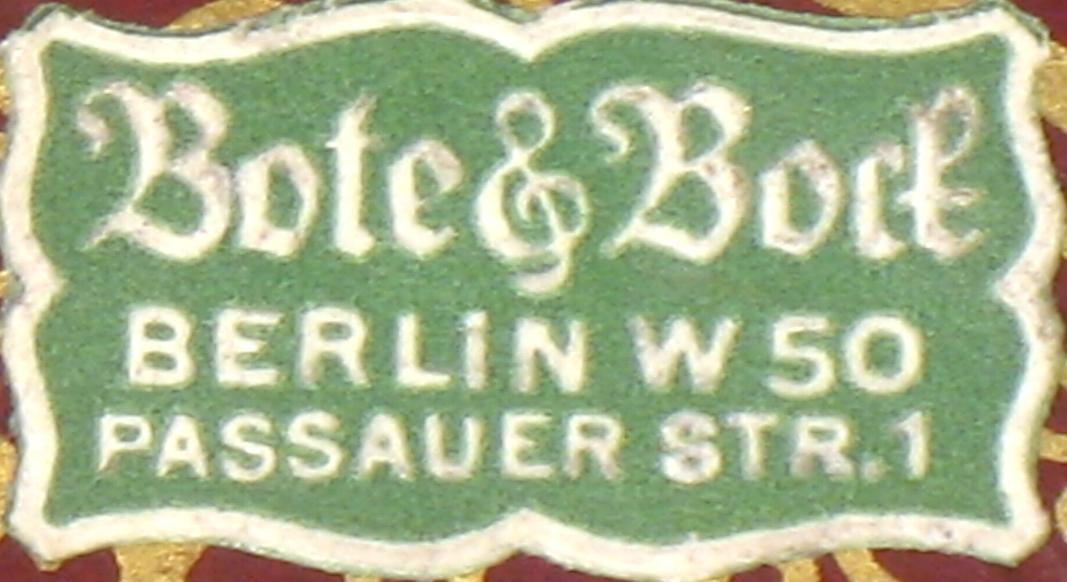 Bote & Bock
BERLiN W 50
PASSAUER STR. 1